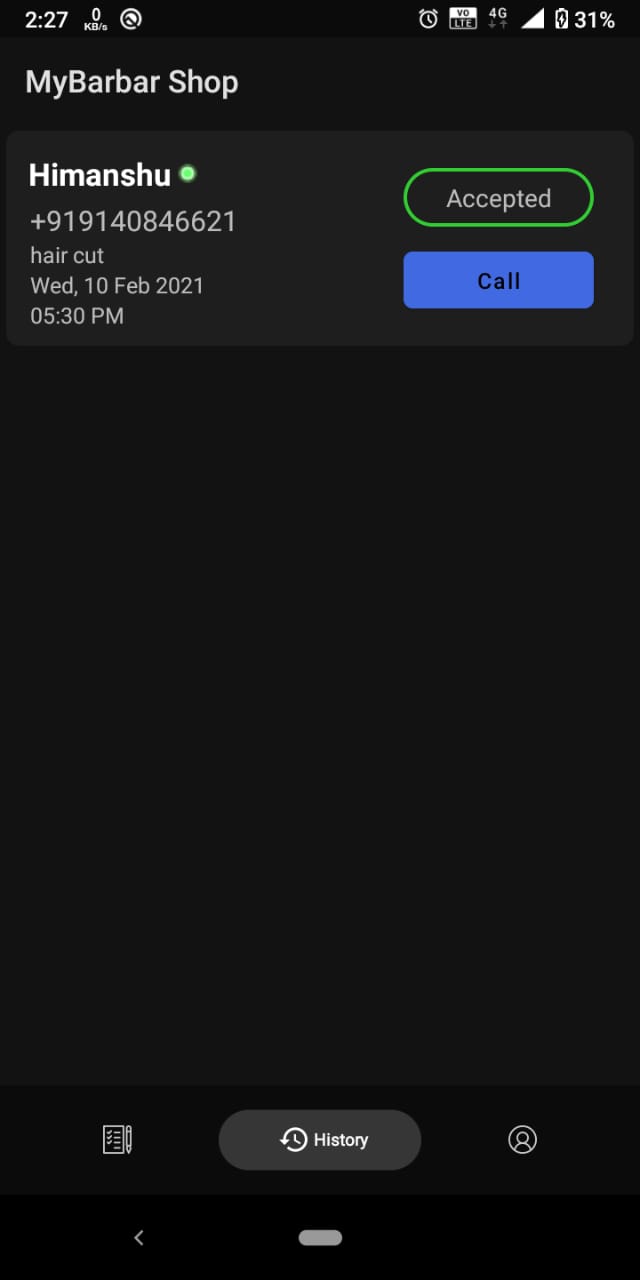 2:27 0 KB/s VO LTE 4G 31%
MyBarbar Shop
Himanshu
Accepted
+919140846621
hair cut
Call
Wed, 10 Feb 2021
05:30 PM
History